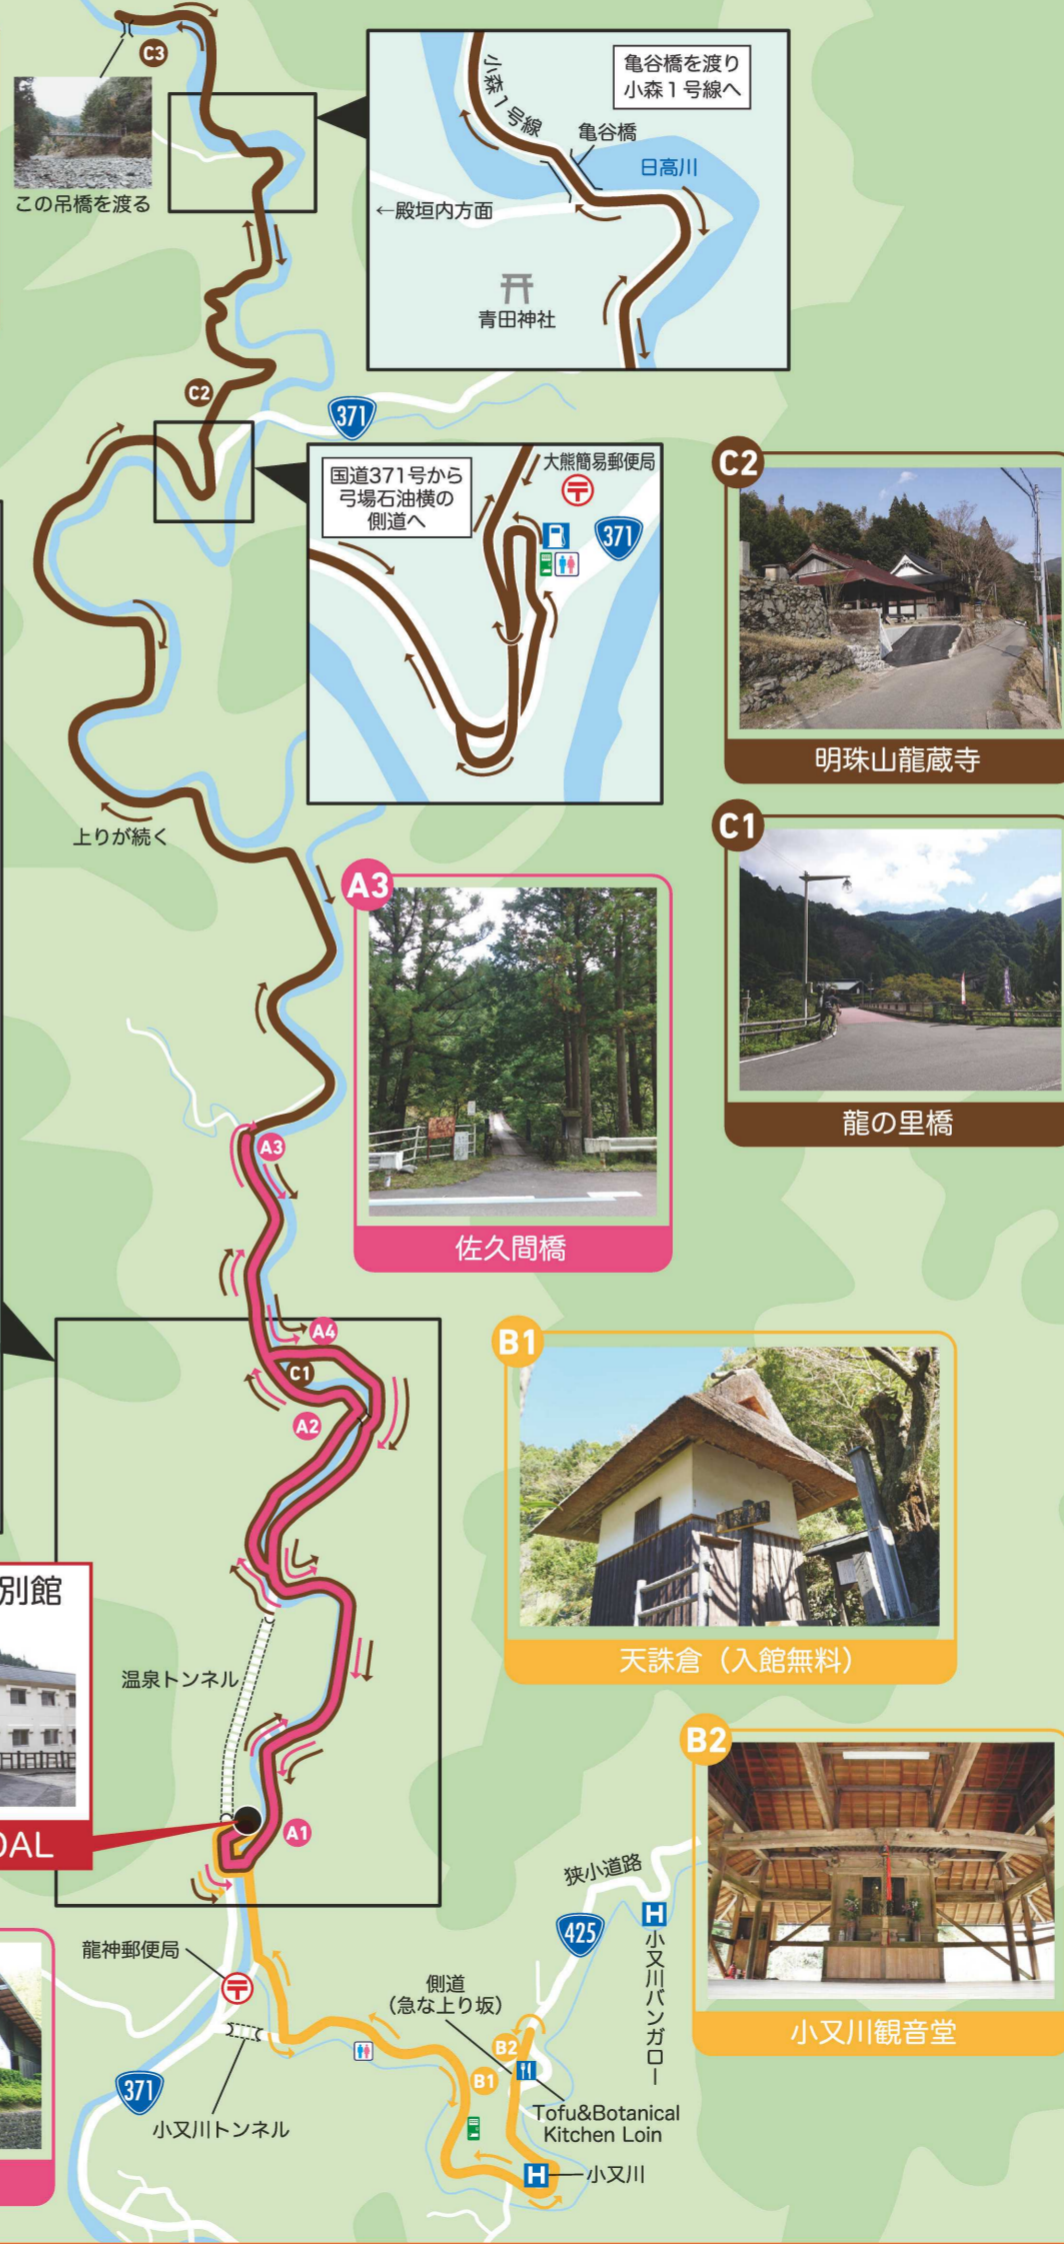 C3
この吊橋を渡る
亀谷橋を渡り
小森1号線へ
小森1号線
亀谷橋
日高川
←殿垣内方面
青田神社
C2
371
国道371号から
弓場石油横の
側道へ
大熊簡易郵便局
371
C2
明珠山龍蔵寺
C1
龍の里橋
上りが続く
A3
佐久間橋
A3
A4
C1
A2
B1
天誅倉（入館無料）
別館
温泉トンネル
OAL
A1
B2
小又川観音堂
狭小道路
425
H
小又川バンガロー
龍神郵便局
側道
（急な上り坂）
B2
B1
371
小又川トンネル
Tofu&Botanical
Kitchen Loin
H
小又川